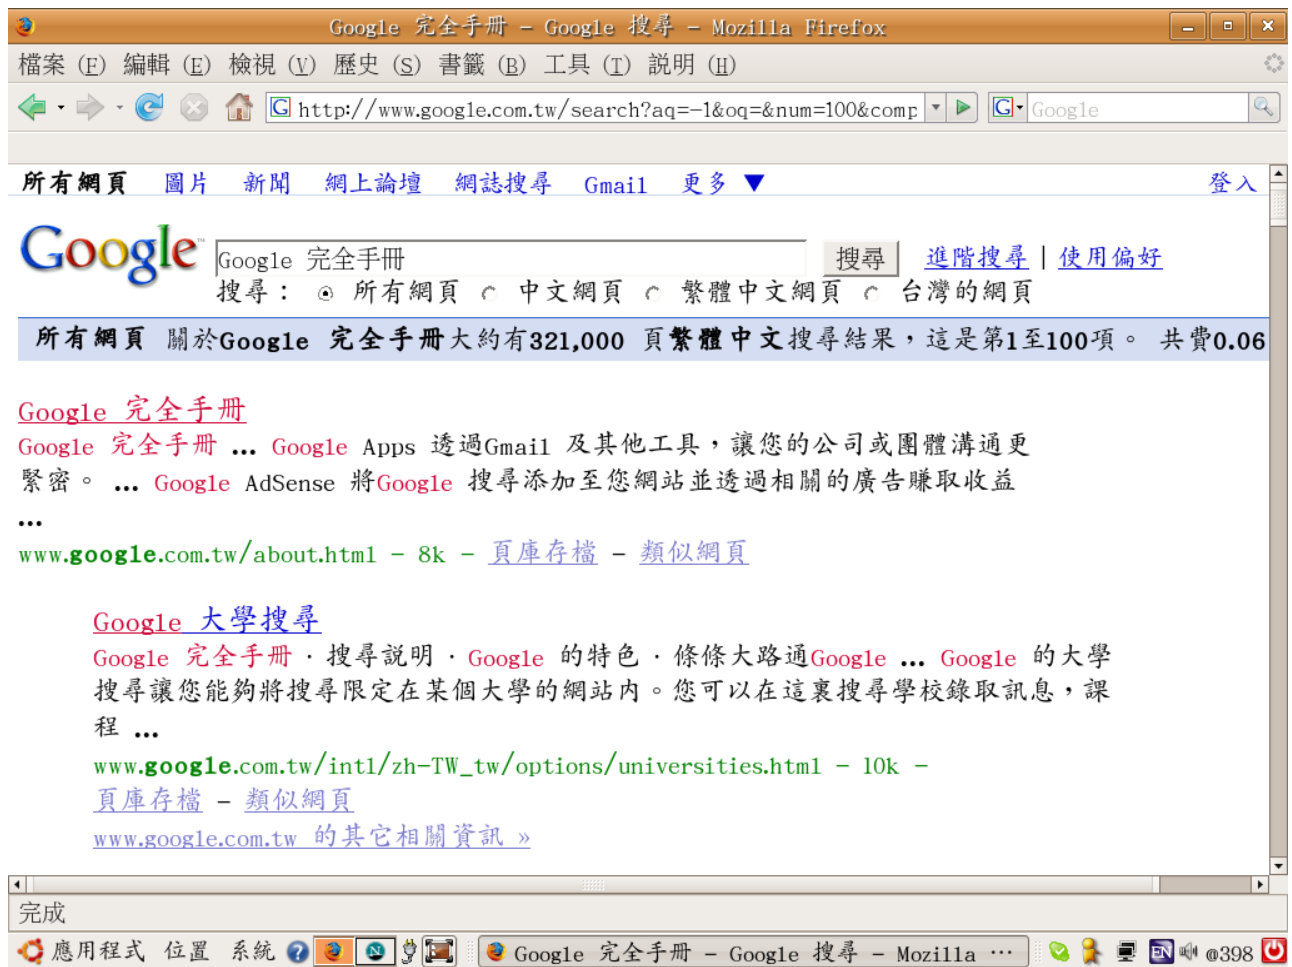 Google 完全手冊 – Google 搜尋 – Mozilla Firefox
檔案 (F) 編輯 (E) 檢視 (V) 歷史 (S) 書籤 (B) 工具 (T) 説明 (H)
http://www.google.com.tw/search?aq=-1&oq=&num=100&comp Google
所有網頁 圖片 新聞 網上論壇 網誌搜尋 Gmail 更多 ▼ 登入
Google™ Google 完全手冊 搜尋 進階搜尋 | 使用偏好
搜尋： 所有網頁 中文網頁 繁體中文網頁 台灣的網頁
所有網頁 關於Google 完全手冊大約有321,000 頁繁體中文搜尋結果，這是第1至100項。 共費0.06
Google 完全手冊
Google 完全手冊 ... Google Apps 透過Gmail 及其他工具，讓您的公司或團體溝通更
緊密。 ... Google AdSense 將Google 搜尋添加至您網站並透過相關的廣告賺取收益
...
www.google.com.tw/about.html – 8k – 頁庫存檔 – 類似網頁
Google 大學搜尋
Google 完全手冊 · 搜尋説明 · Google 的特色 · 條條大路通Google ... Google 的大學
搜尋讓您能夠將搜尋限定在某個大學的網站内。您可以在這裏搜尋學校錄取訊息，課
程 ...
www.google.com.tw/intl/zh-TW_tw/options/universities.html – 10k –
頁庫存檔 – 類似網頁
www.google.com.tw 的其它相關資訊 »
完成
應用程式 位置 系統 Google 完全手冊 – Google 搜尋 – Mozilla ⋯ EN @398